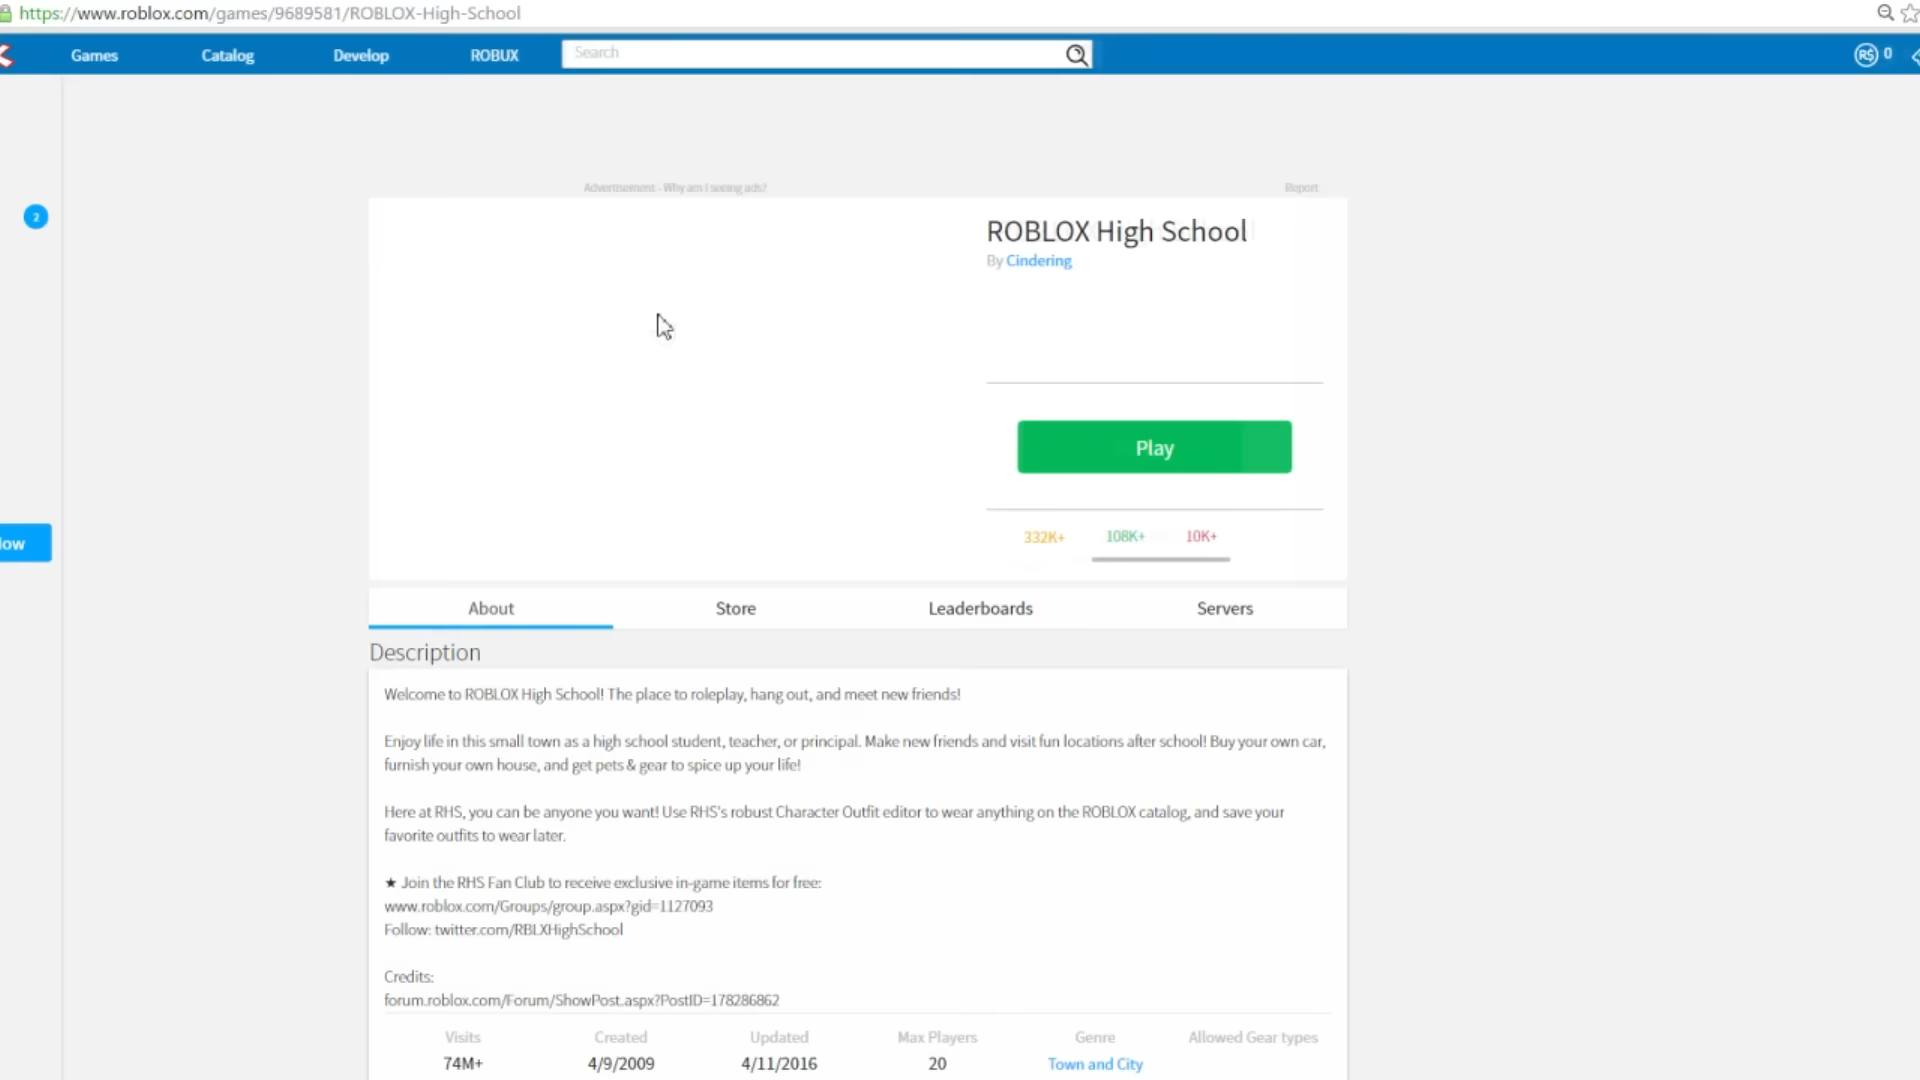 https://www.roblox.com/games/9689581/ROBLOX-High-School
Games Catalog Develop ROBUX Search R$ 0
Advertisement - Why am I seeing ads? Report
2
ROBLOX High School
By Cindering
Play
332K+ 108K+ 10K+
About Store Leaderboards Servers
Description
Welcome to ROBLOX High School! The place to roleplay, hang out, and meet new friends!
Enjoy life in this small town as a high school student, teacher, or principal. Make new friends and visit fun locations after school! Buy your own car,
furnish your own house, and get pets & gear to spice up your life!
Here at RHS, you can be anyone you want! Use RHS's robust Character Outfit editor to wear anything on the ROBLOX catalog, and save your
favorite outfits to wear later.
★ Join the RHS Fan Club to receive exclusive in-game items for free:
www.roblox.com/Groups/group.aspx?gid=1127093
Follow: twitter.com/RBLXHighSchool
Credits:
forum.roblox.com/Forum/ShowPost.aspx?PostID=178286862
Visits Created Updated Max Players Genre Allowed Gear types
74M+ 4/9/2009 4/11/2016 20 Town and City